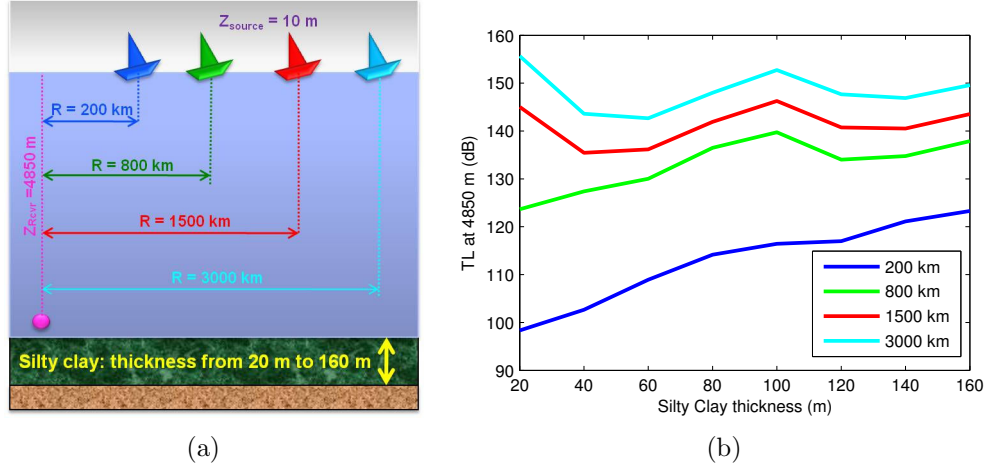 Z_source = 10 m
R = 200 km
R = 800 km
R = 1500 km
R = 3000 km
Z_Rcvr =4850 m
Silty clay: thickness from 20 m to 160 m
(a)
TL at 4850 m (dB)
160
150
140
130
120
110
100
90
20
40
60
80
100
120
140
160
Silty Clay thickness (m)
200 km
800 km
1500 km
3000 km
(b)